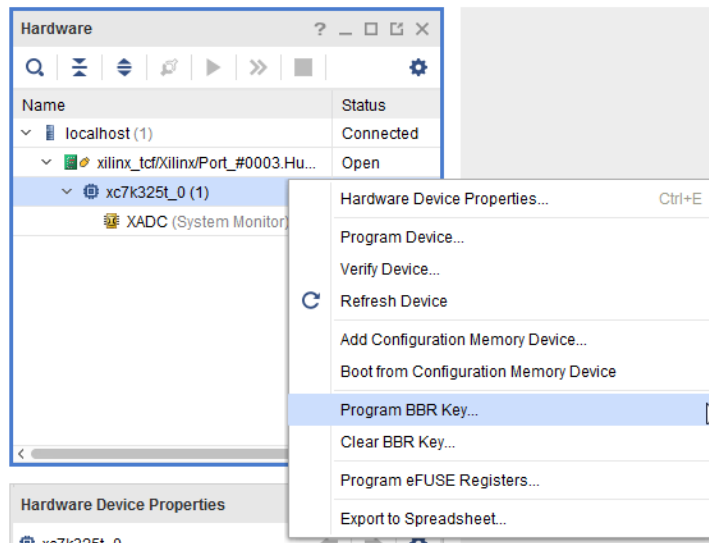 Hardware
?
Name Status
localhost (1) Connected
xilinx_tcf/Xilinx/Port_#0003.Hu... Open
xc7k325t_0 (1)
XADC (System Monitor)
Hardware Device Properties... Ctrl+E
Program Device...
Verify Device...
Refresh Device
Add Configuration Memory Device...
Boot from Configuration Memory Device
Program BBR Key...
Clear BBR Key...
Program eFUSE Registers...
Export to Spreadsheet...
Hardware Device Properties
xc7k325t_0